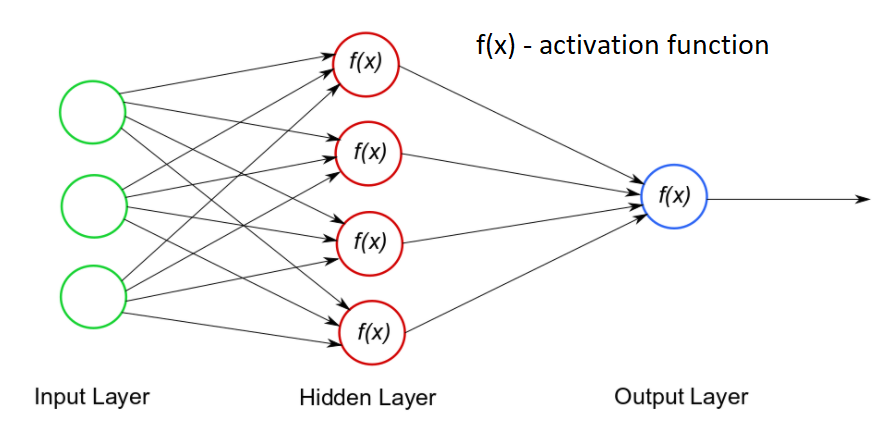 f(x) - activation function
f(x)
f(x)
f(x)
f(x)
f(x)
Input Layer
Hidden Layer
Output Layer